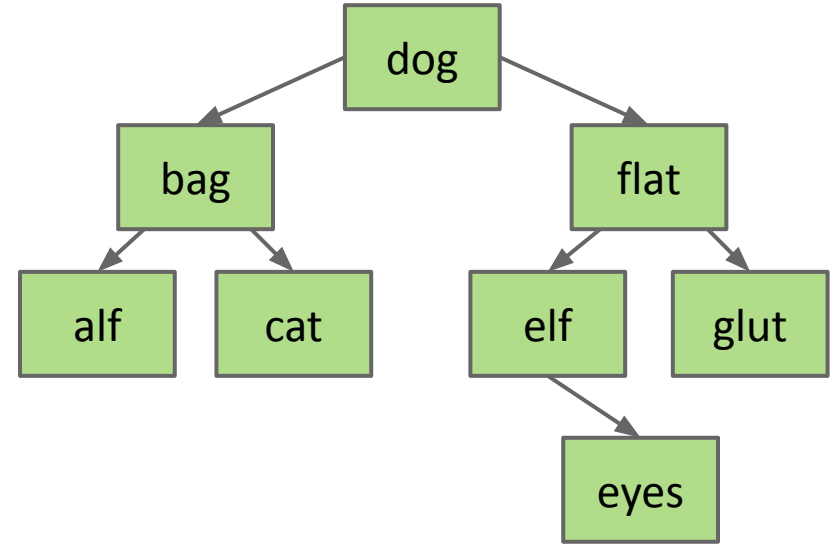 dog
bag
flat
alf
cat
elf
glut
eyes